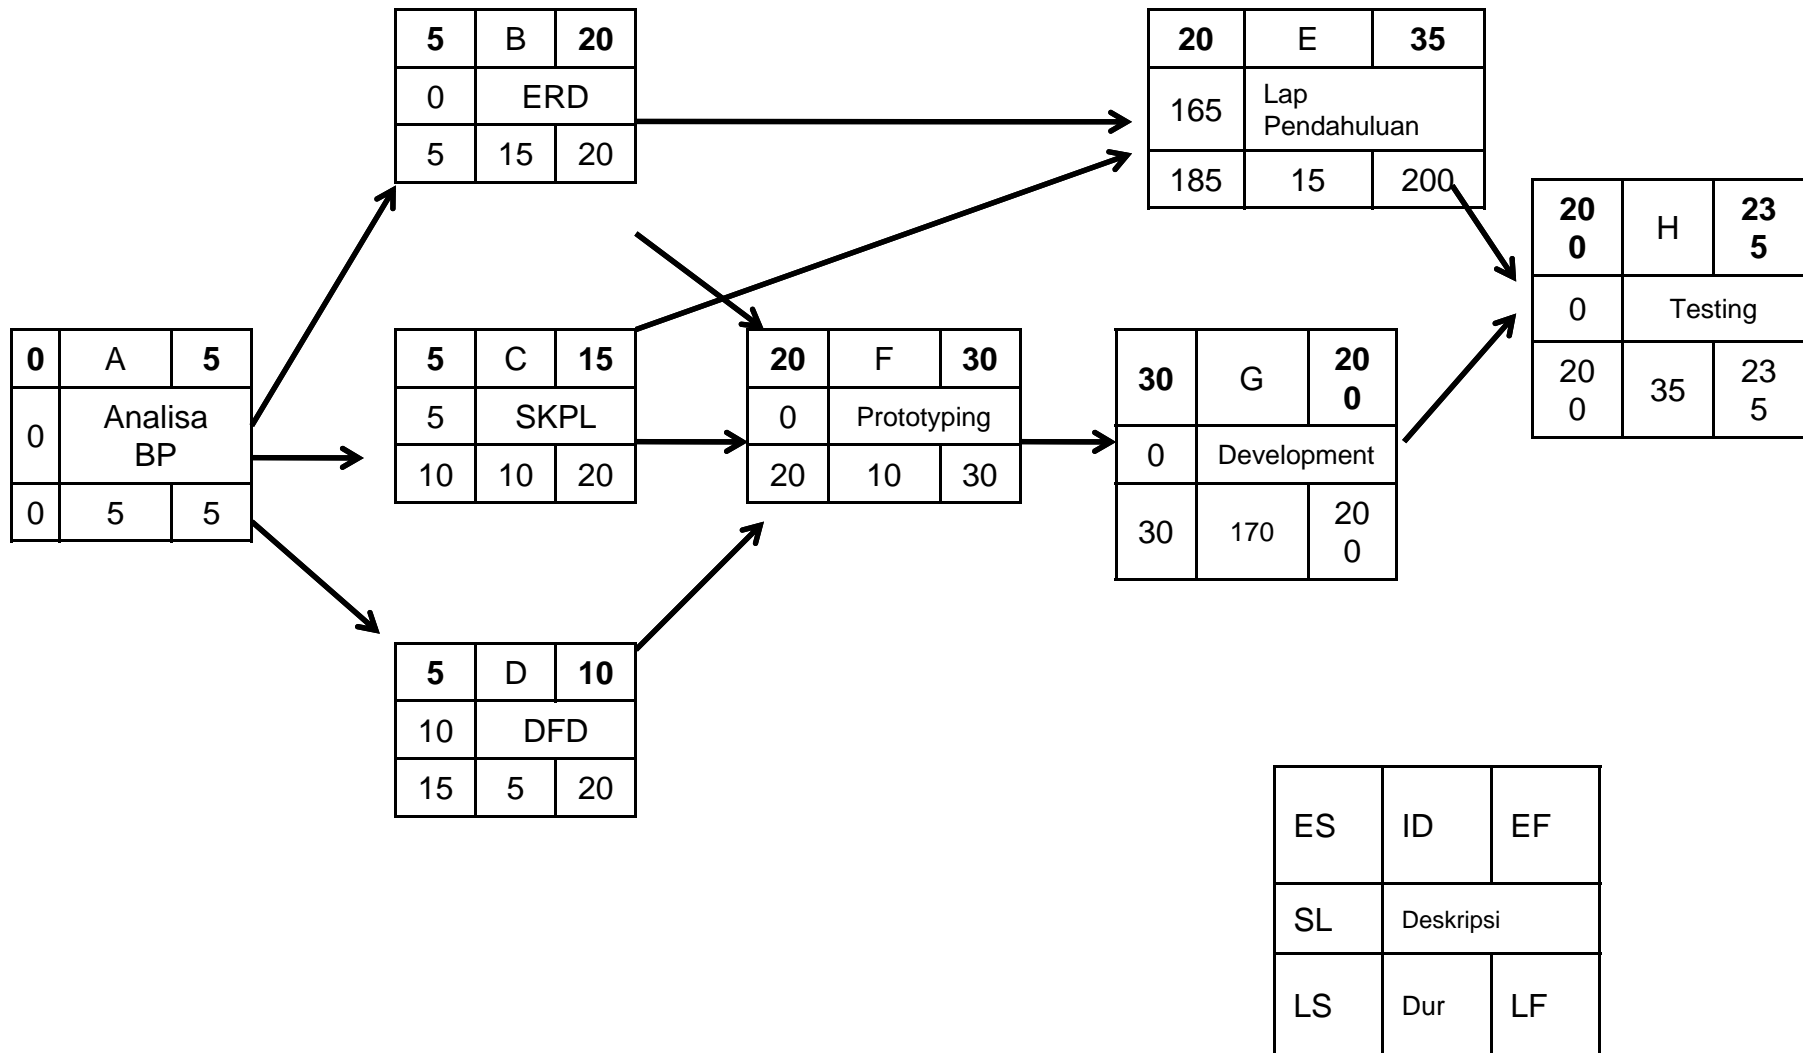 5 B 20
0 ERD
5 15 20
20 E 35
165 Lap
Pendahuluan
185 15 200
20
0 H 23
5
0 Testing
20
0 35 23
5
0 A 5
0 Analisa
BP
0 5 5
5 C 15
5 SKPL
10 10 20
20 F 30
0 Prototyping
20 10 30
30 G 20
0
0 Development
30 170 20
0
5 D 10
10 DFD
15 5 20
ES ID EF
SL Deskripsi
LS Dur LF